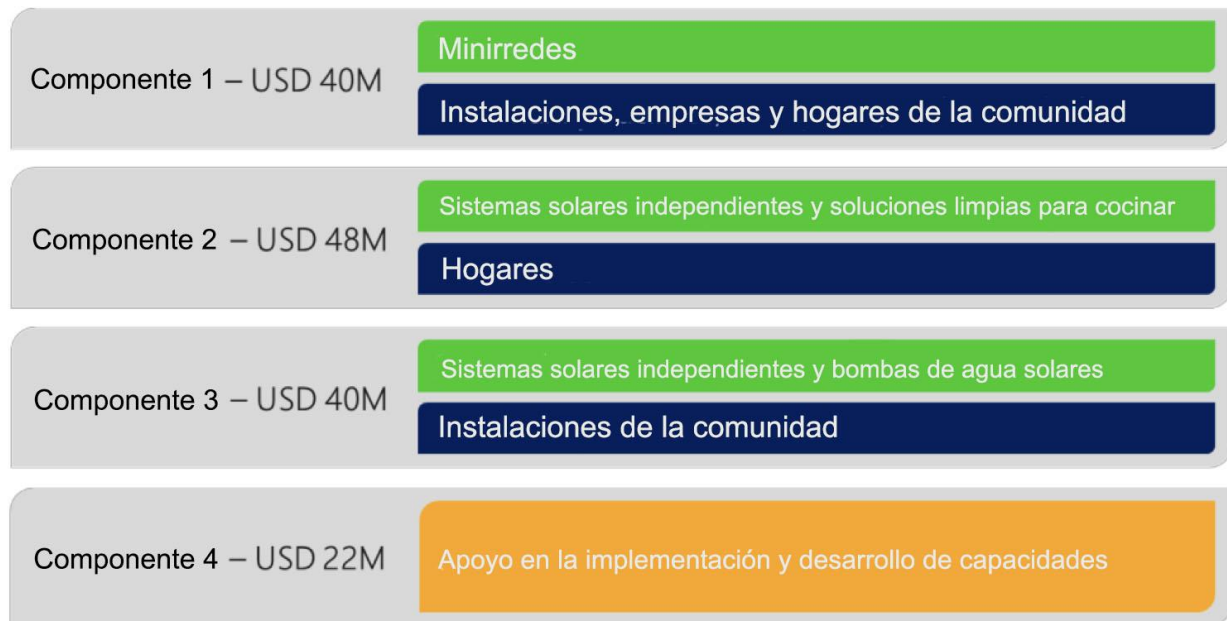 Componente 1 – USD 40M
Minirredes
Instalaciones, empresas y hogares de la comunidad
Componente 2 – USD 48M
Sistemas solares independientes y soluciones limpias para cocinar
Hogares
Componente 3 – USD 40M
Sistemas solares independientes y bombas de agua solares
Instalaciones de la comunidad
Componente 4 – USD 22M
Apoyo en la implementación y desarrollo de capacidades